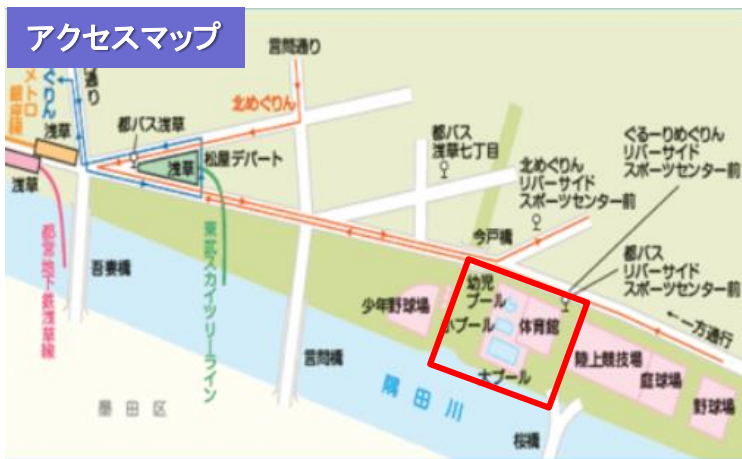 アクセスマップ
言問通り
通り
ぐりん
メトロ
銀座線
北めぐりん
都バス浅草
浅草
浅草
浅草
松屋デパート
都バス
浅草七丁目
北めぐりん
リバーサイド
スポーツセンター前
ぐるーりめぐりん
リバーサイド
スポーツセンター前
今戸橋
都バス
リバーサイド
スポーツセンター前
←一方通行
都営地下鉄浅草線
吾妻橋
東武スカイツリーライン
言問橋
少年野球場
幼児
プール
小プール
体育館
大プール
陸上競技場
庭球場
野球場
隅田川
墨田区
桜橋